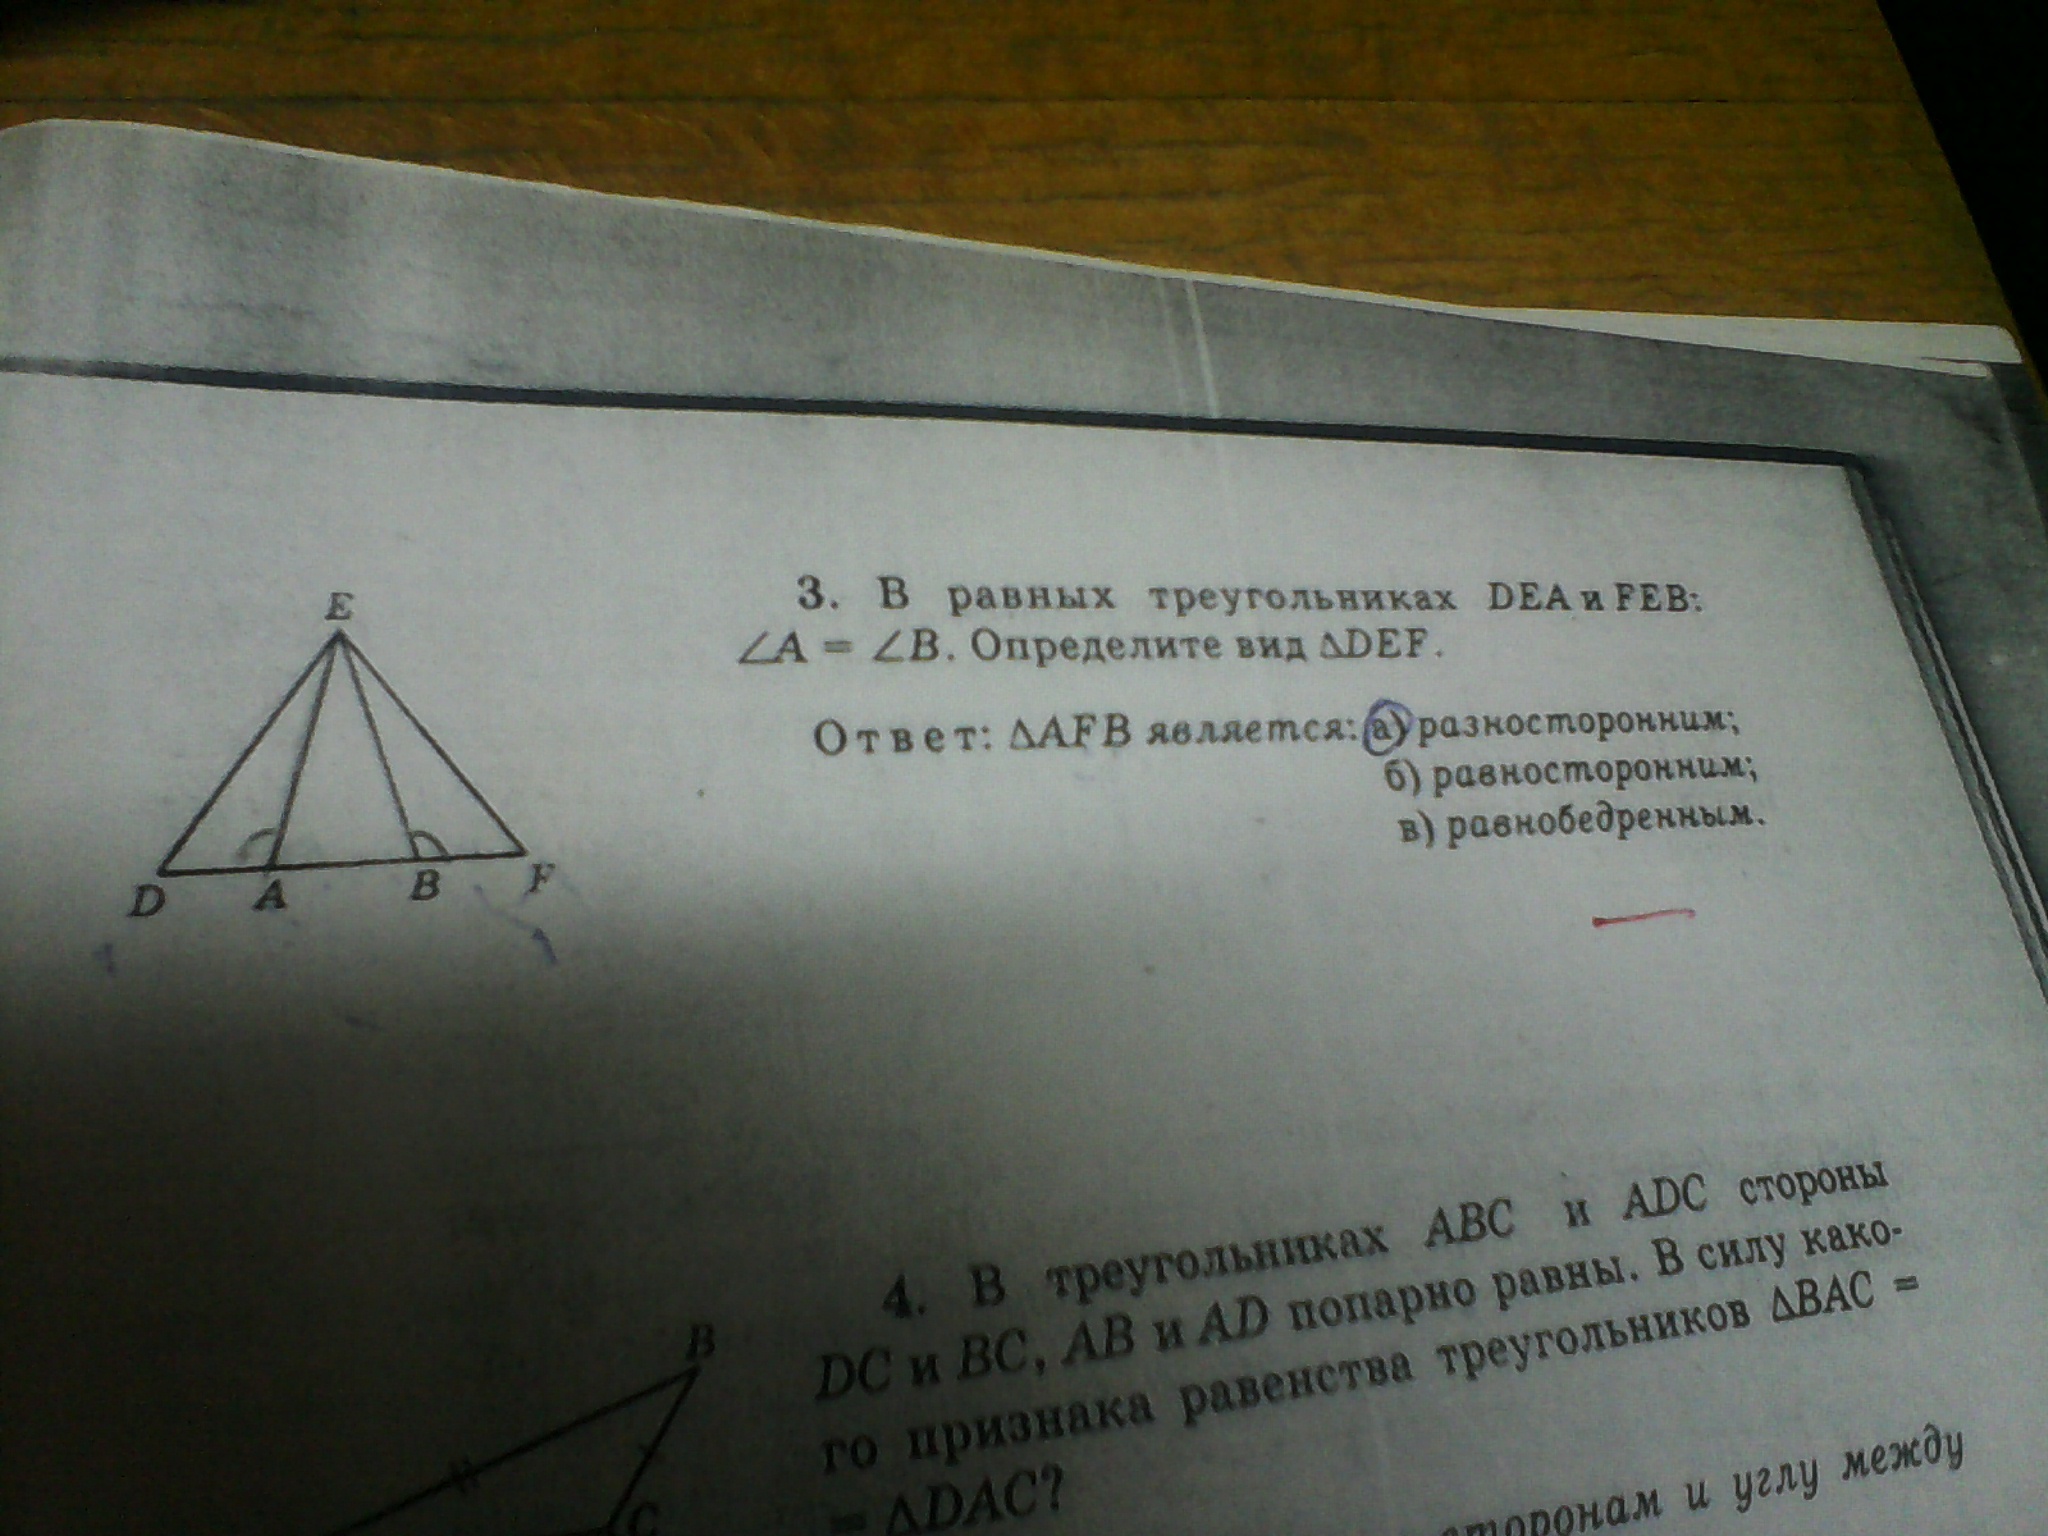 3. В равных треугольниках DEA и FEB:
∠A = ∠B. Определите вид ΔDEF.
Ответ: ΔAFB является: а) разносторонним;
б) равносторонним;
в) равнобедренным.
E
D A B F
4. В треугольниках ABC и ADC стороны
DC и BC, AB и AD попарно равны. В силу како-
го признака равенства треугольников ΔBAC =
= ΔDAC?
B
C
сторонам и углу между